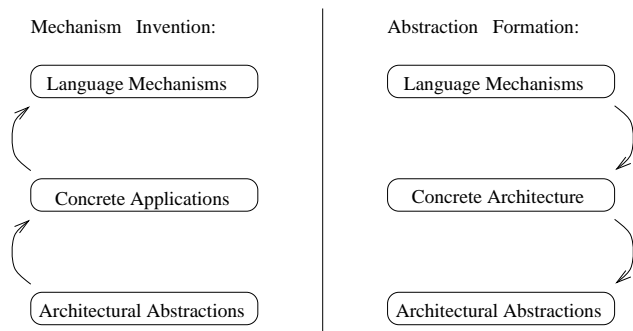 Mechanism Invention:
Language Mechanisms
Concrete Applications
Architectural Abstractions
Abstraction Formation:
Language Mechanisms
Concrete Architecture
Architectural Abstractions